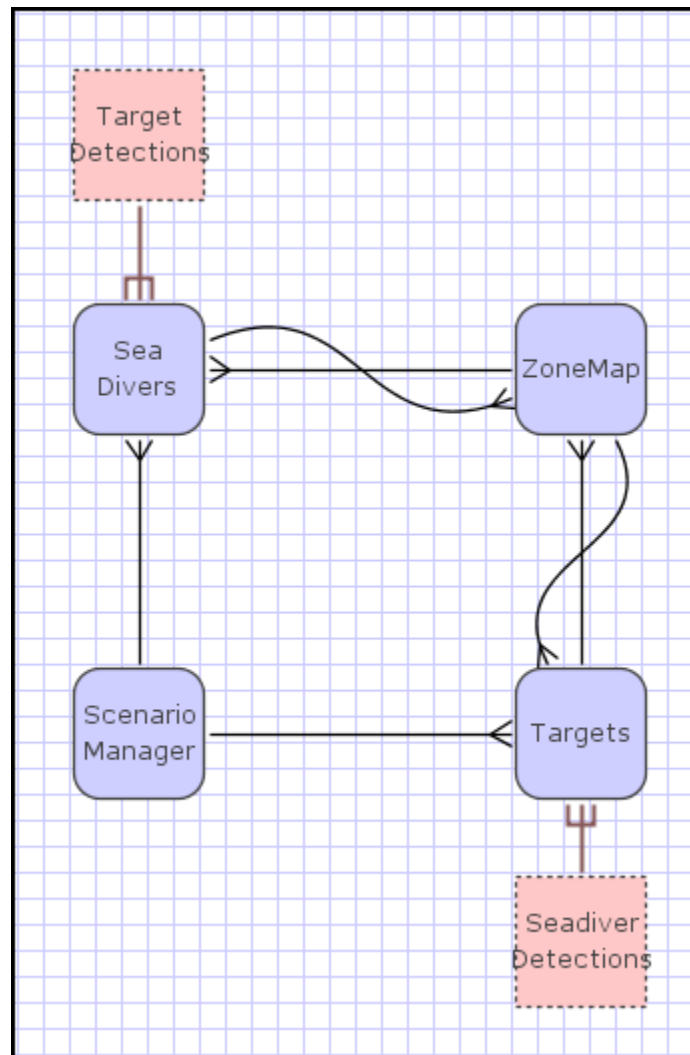 Target
Detections
Sea
Divers
ZoneMap
Scenario
Manager
Targets
Seadiver
Detections